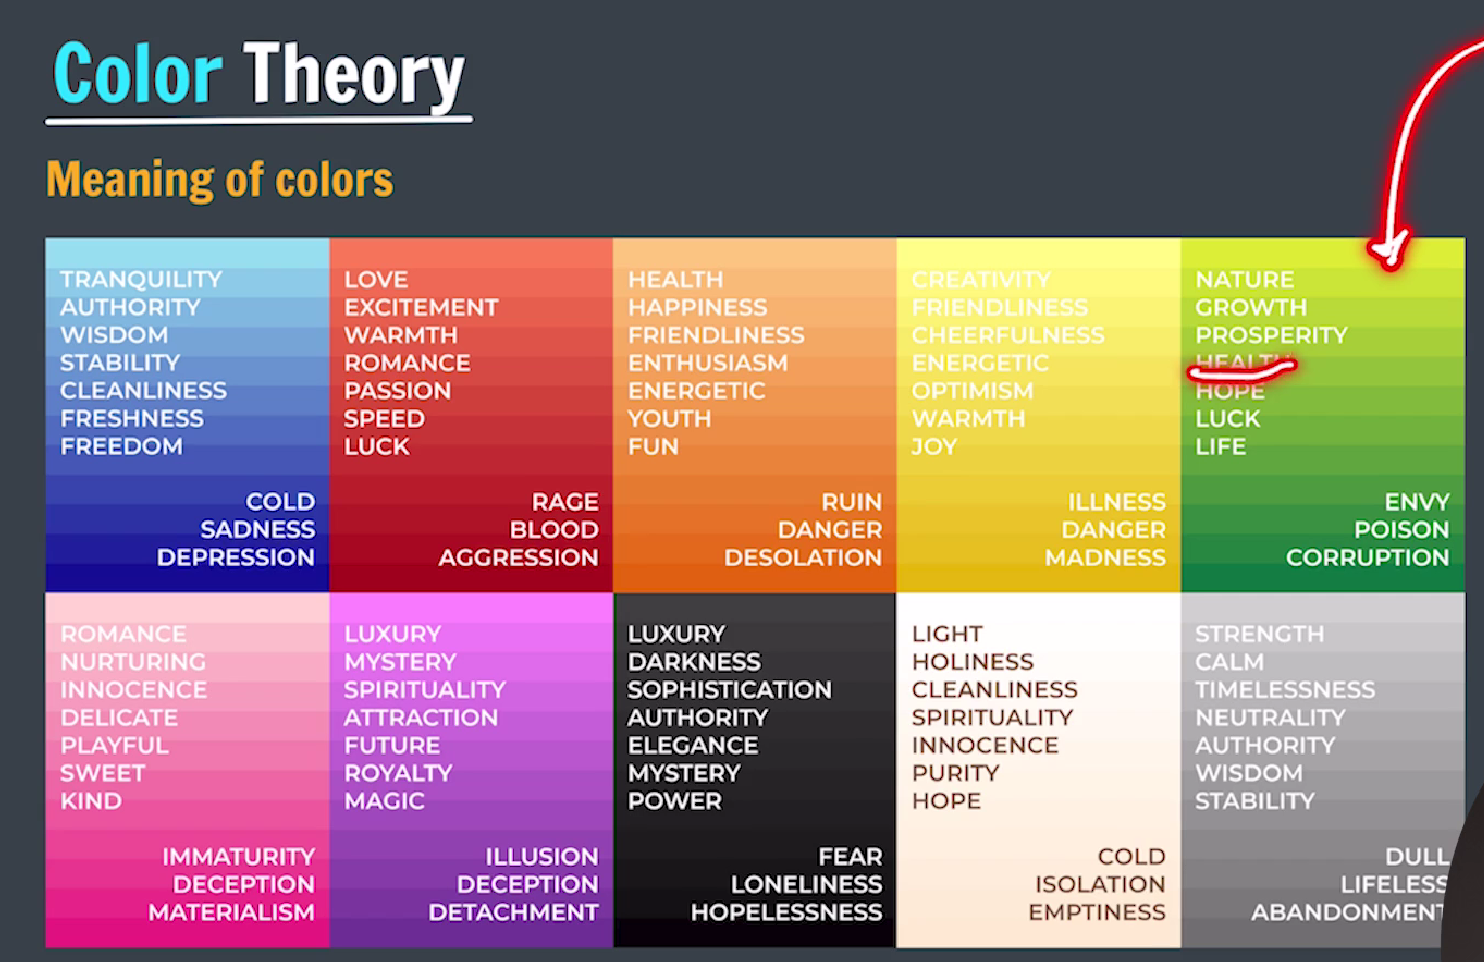 Color Theory
Meaning of colors
TRANQUILITY
AUTHORITY
WISDOM
STABILITY
CLEANLINESS
FRESHNESS
FREEDOM
COLD
SADNESS
DEPRESSION
LOVE
EXCITEMENT
WARMTH
ROMANCE
PASSION
SPEED
LUCK
RAGE
BLOOD
AGGRESSION
HEALTH
HAPPINESS
FRIENDLINESS
ENTHUSIASM
ENERGETIC
YOUTH
FUN
RUIN
DANGER
DESOLATION
CREATIVITY
FRIENDLINESS
CHEERFULNESS
ENERGETIC
OPTIMISM
WARMTH
JOY
ILLNESS
DANGER
MADNESS
NATURE
GROWTH
PROSPERITY
HEALTH
HOPE
LUCK
LIFE
ENVY
POISON
CORRUPTION
ROMANCE
NURTURING
INNOCENCE
DELICATE
PLAYFUL
SWEET
KIND
IMMATURITY
DECEPTION
MATERIALISM
LUXURY
MYSTERY
SPIRITUALITY
ATTRACTION
FUTURE
ROYALTY
MAGIC
ILLUSION
DECEPTION
DETACHMENT
LUXURY
DARKNESS
SOPHISTICATION
AUTHORITY
ELEGANCE
MYSTERY
POWER
FEAR
LONELINESS
HOPELESSNESS
LIGHT
HOLINESS
CLEANLINESS
SPIRITUALITY
INNOCENCE
PURITY
HOPE
COLD
ISOLATION
EMPTINESS
STRENGTH
CALM
TIMELESSNESS
NEUTRALITY
AUTHORITY
WISDOM
STABILITY
DULL
LIFELESS
ABANDONMENT